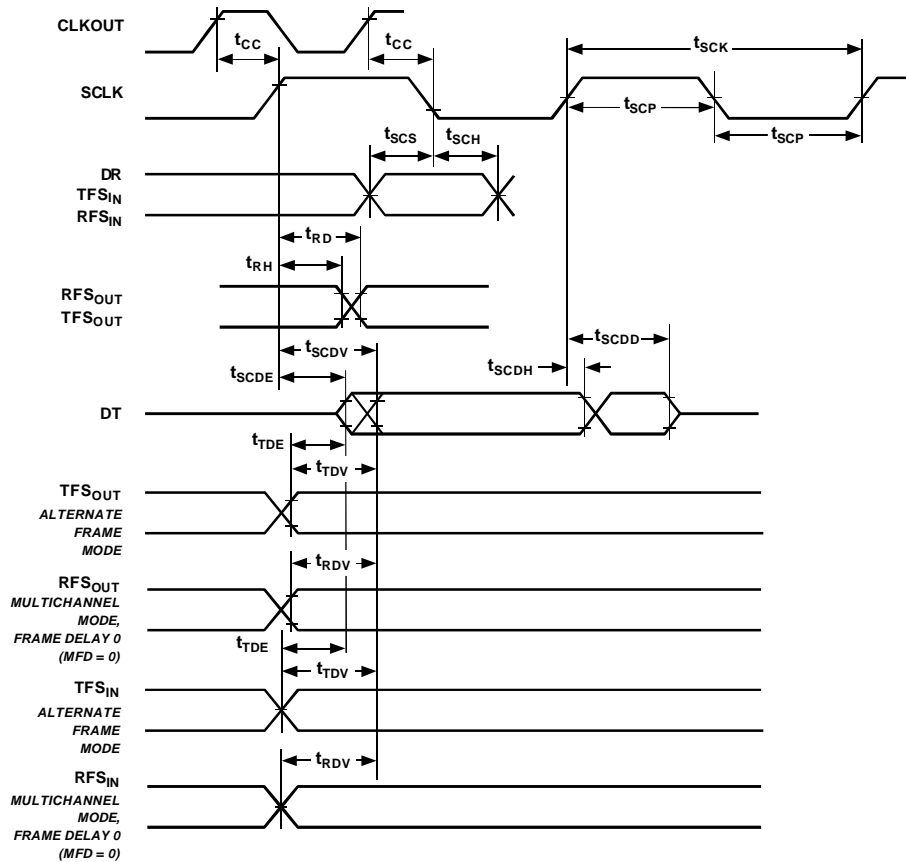 CLKOUT
tCC
tCC
tSCK
SCLK
tSCP
tSCP
tSCS
tSCH
DR
TFSIN
RFSIN
tRD
tRH
RFSOUT
TFSOUT
tSCDV
tSCDD
tSCDE
tSCDH
DT
tTDE
tTDV
TFSOUT
ALTERNATE
FRAME
MODE
tRDV
RFSOUT
MULTICHANNEL
MODE,
FRAME DELAY 0
(MFD = 0)
tTDE
tTDV
TFSIN
ALTERNATE
FRAME
MODE
tRDV
RFSIN
MULTICHANNEL
MODE,
FRAME DELAY 0
(MFD = 0)